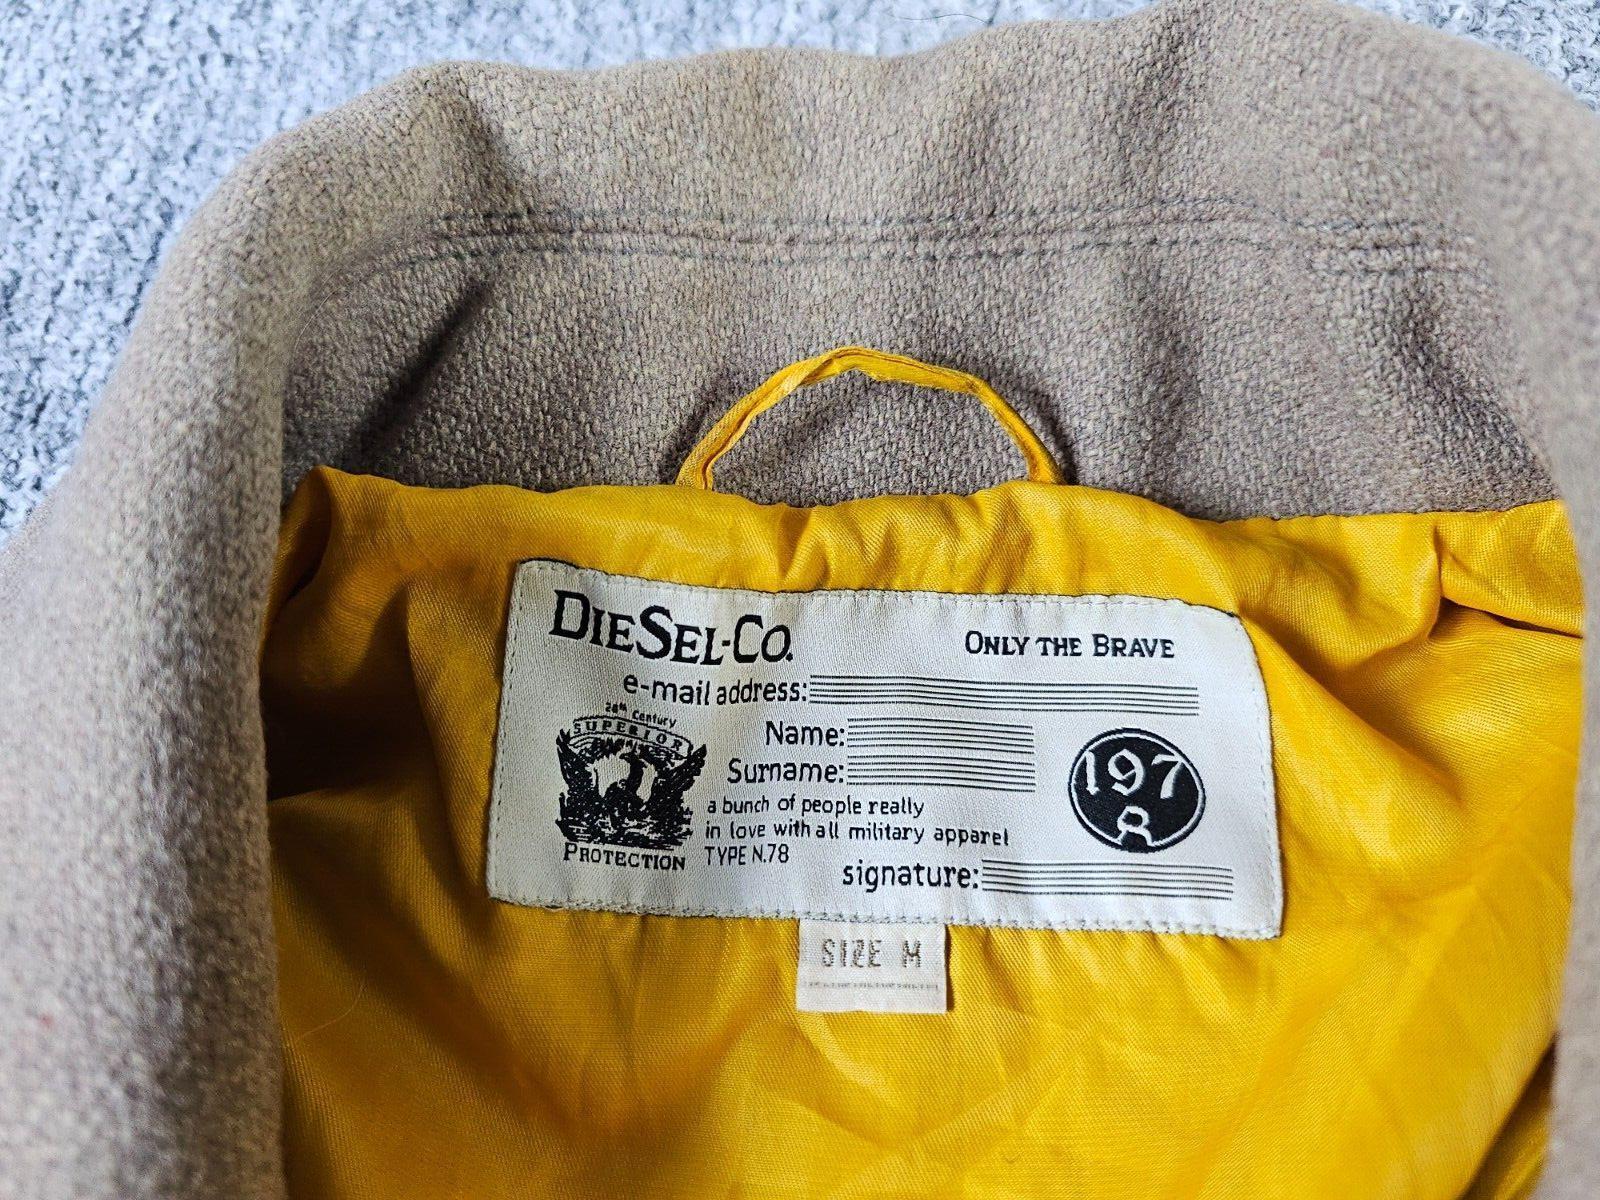 DIESEL-CO.
ONLY THE BRAVE
e-mail address:
Name:
Surname:
20th Century
SUPERIOR
PROTECTION
a bunch of people really
in love with all military apparel
TYPE N.78
197
8
signature:
SIZE M